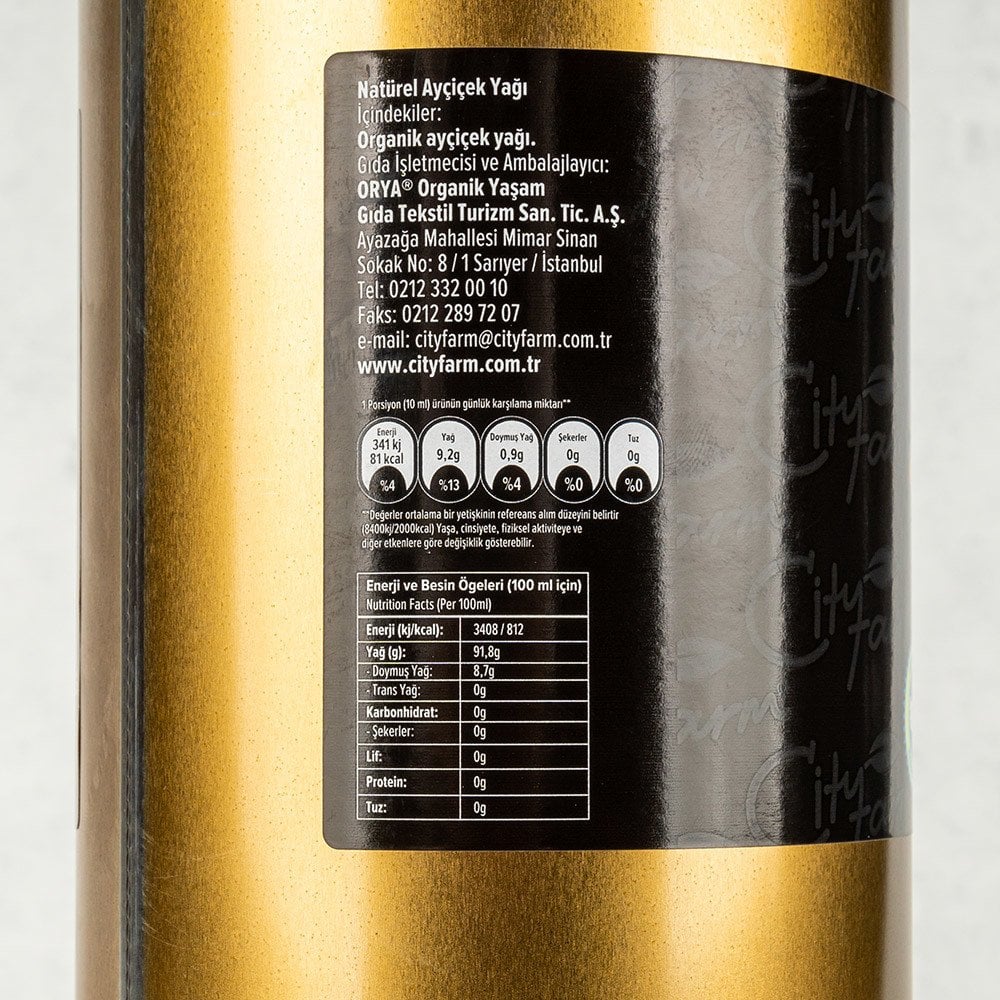 Natürel Ayçiçek Yağı
İçindekiler:
Organik ayçiçek yağı.
Gıda İşletmecisi ve Ambalajlayıcı:
ORYA® Organik Yaşam
Gıda Tekstil Turizm San. Tic. A.Ş.
Ayazağa Mahallesi Mimar Sinan
Sokak No: 8 / 1 Sarıyer / İstanbul
Tel: 0212 332 00 10
Faks: 0212 289 72 07
e-mail: cityfarm@cityfarm.com.tr
www.cityfarm.com.tr
1 Porsiyon (10 ml) ürünün günlük karşılama miktarı**
Enerji 341 kj 81 kcal %4
Yağ 9,2g %13
Doymuş Yağ 0,9g %4
Şekerler 0g %0
Tuz 0g %0
**Değerler ortalama bir yetişkinin refereans alım düzeyini belirtir
(8400kj/2000kcal) Yaşa, cinsiyete, fiziksel aktiviteye ve
diğer etkenlere göre değişiklik gösterebilir.
Enerji ve Besin Ögeleri (100 ml için)
Nutrition Facts (Per 100ml)
Enerji (kj/kcal): 3408 / 812
Yağ (g): 91,8g
- Doymuş Yağ: 8,7g
- Trans Yağ: 0g
Karbonhidrat: 0g
- Şekerler: 0g
Lif: 0g
Protein: 0g
Tuz: 0g
City
farm
City
City
City